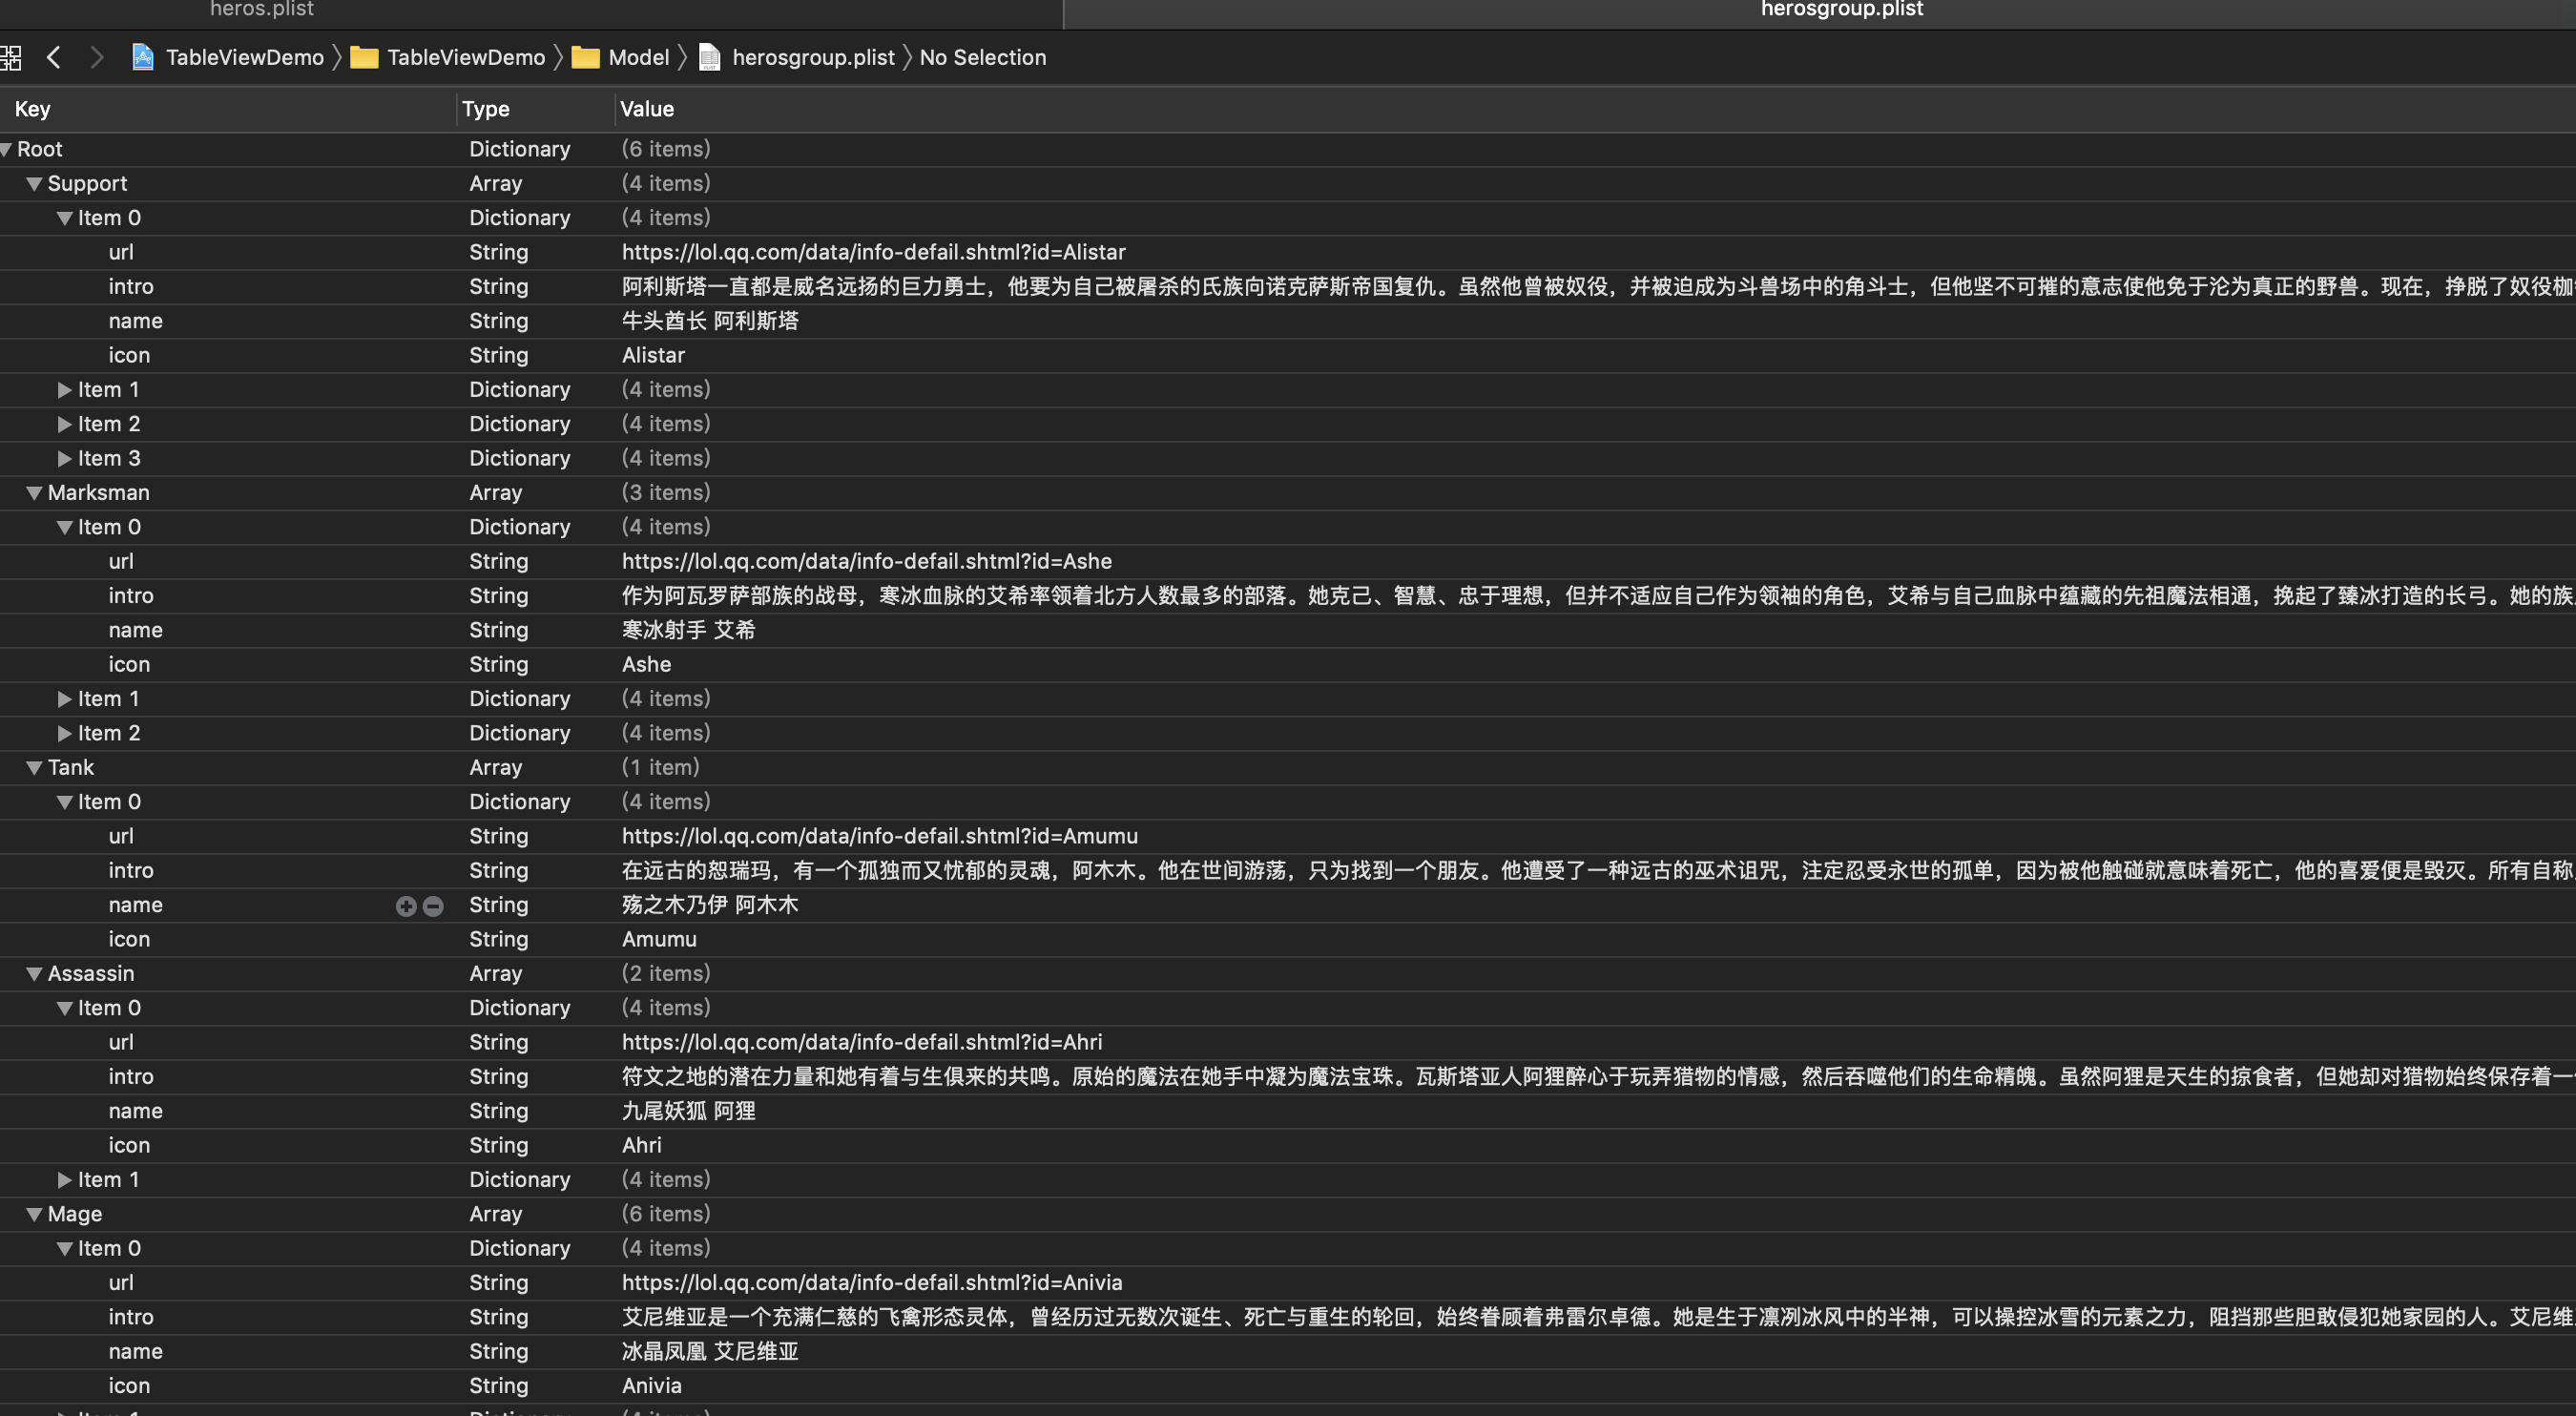 heros.plist
herosgroup.plist
TableViewDemo TableViewDemo Model herosgroup.plist No Selection
Key Type Value
Root Dictionary (6 items)
Support Array (4 items)
Item 0 Dictionary (4 items)
url String https://lol.qq.com/data/info-defail.shtml?id=Alistar
intro String 阿利斯塔一直都是威名远扬的巨力勇士，他要为自己被屠杀的氏族向诺克萨斯帝国复仇。虽然他曾被奴役，并被迫成为斗兽场中的角斗士，但他坚不可摧的意志使他免于沦为真正的野兽。现在，挣脱了奴役枷
name String 牛头酋长 阿利斯塔
icon String Alistar
Item 1 Dictionary (4 items)
Item 2 Dictionary (4 items)
Item 3 Dictionary (4 items)
Marksman Array (3 items)
Item 0 Dictionary (4 items)
url String https://lol.qq.com/data/info-defail.shtml?id=Ashe
intro String 作为阿瓦罗萨部族的战母，寒冰血脉的艾希率领着北方人数最多的部落。她克己、智慧、忠于理想，但并不适应自己作为领袖的角色，艾希与自己血脉中蕴藏的先祖魔法相通，挽起了臻冰打造的长弓。她的族
name String 寒冰射手 艾希
icon String Ashe
Item 1 Dictionary (4 items)
Item 2 Dictionary (4 items)
Tank Array (1 item)
Item 0 Dictionary (4 items)
url String https://lol.qq.com/data/info-defail.shtml?id=Amumu
intro String 在远古的恕瑞玛，有一个孤独而又忧郁的灵魂，阿木木。他在世间游荡，只为找到一个朋友。他遭受了一种远古的巫术诅咒，注定忍受永世的孤单，因为被他触碰就意味着死亡，他的喜爱便是毁灭。所有自称
name String 殇之木乃伊 阿木木
icon String Amumu
Assassin Array (2 items)
Item 0 Dictionary (4 items)
url String https://lol.qq.com/data/info-defail.shtml?id=Ahri
intro String 符文之地的潜在力量和她有着与生俱来的共鸣。原始的魔法在她手中凝为魔法宝珠。瓦斯塔亚人阿狸醉心于玩弄猎物的情感，然后吞噬他们的生命精魄。虽然阿狸是天生的掠食者，但她却对猎物始终保存着一
name String 九尾妖狐 阿狸
icon String Ahri
Item 1 Dictionary (4 items)
Mage Array (6 items)
Item 0 Dictionary (4 items)
url String https://lol.qq.com/data/info-defail.shtml?id=Anivia
intro String 艾尼维亚是一个充满仁慈的飞禽形态灵体，曾经历过无数次诞生、死亡与重生的轮回，始终眷顾着弗雷尔卓德。她是生于凛冽冰风中的半神，可以操控冰雪的元素之力，阻挡那些胆敢侵犯她家园的人。艾尼维
name String 冰晶凤凰 艾尼维亚
icon String Anivia